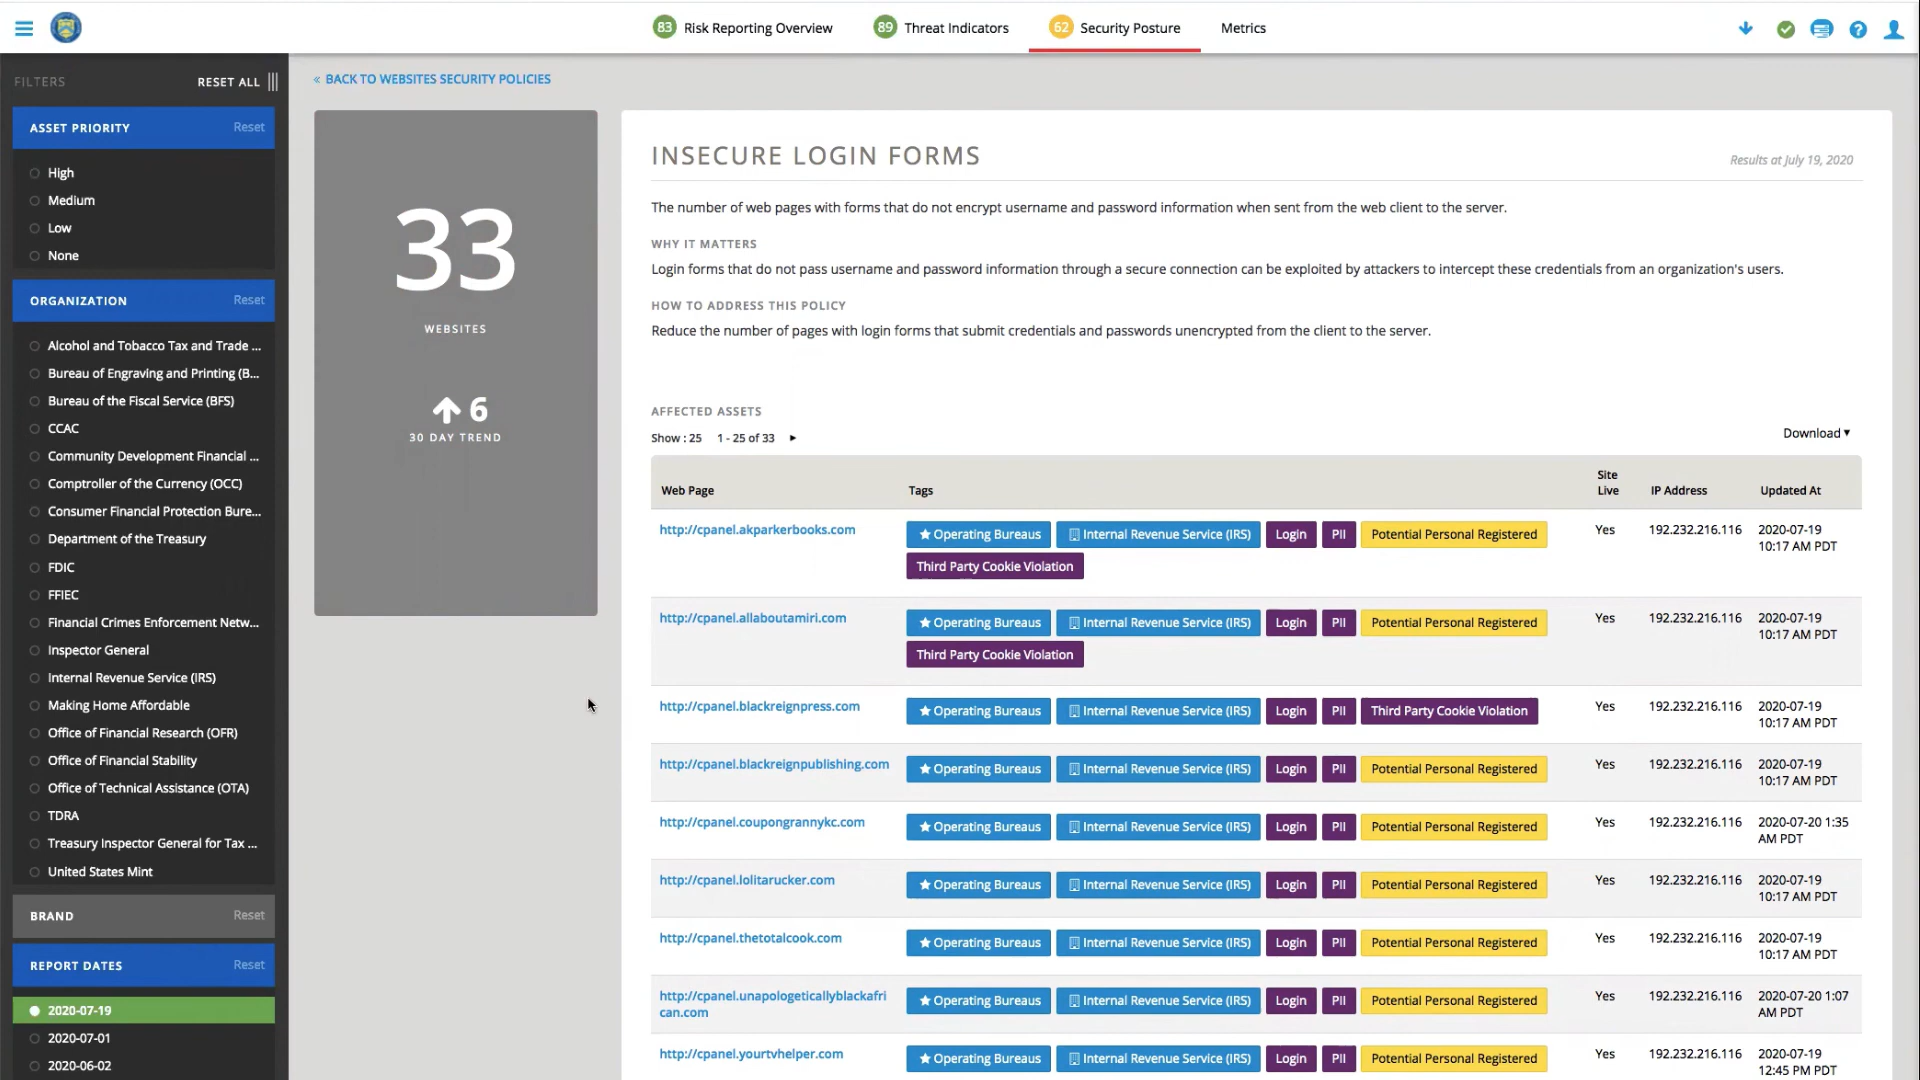 83 Risk Reporting Overview
89 Threat Indicators
62 Security Posture
Metrics
FILTERS
RESET ALL
ASSET PRIORITY Reset
High
Medium
Low
None
ORGANIZATION Reset
Alcohol and Tobacco Tax and Trade ...
Bureau of Engraving and Printing (B...
Bureau of the Fiscal Service (BFS)
CCAC
Community Development Financial ...
Comptroller of the Currency (OCC)
Consumer Financial Protection Bure...
Department of the Treasury
FDIC
FFIEC
Financial Crimes Enforcement Netw...
Inspector General
Internal Revenue Service (IRS)
Making Home Affordable
Office of Financial Research (OFR)
Office of Financial Stability
Office of Technical Assistance (OTA)
TDRA
Treasury Inspector General for Tax ...
United States Mint
BRAND Reset
REPORT DATES Reset
2020-07-19
2020-07-01
2020-06-02
« BACK TO WEBSITES SECURITY POLICIES
33
WEBSITES
6
30 DAY TREND
INSECURE LOGIN FORMS
Results at July 19, 2020
The number of web pages with forms that do not encrypt username and password information when sent from the web client to the server.
WHY IT MATTERS
Login forms that do not pass username and password information through a secure connection can be exploited by attackers to intercept these credentials from an organization's users.
HOW TO ADDRESS THIS POLICY
Reduce the number of pages with login forms that submit credentials and passwords unencrypted from the client to the server.
AFFECTED ASSETS
Show : 25 1 - 25 of 33
Download
Web Page Tags Site Live IP Address Updated At
http://cpanel.akparkerbooks.com Operating Bureaus Internal Revenue Service (IRS) Login PII Potential Personal Registered Yes 192.232.216.116 2020-07-19
Third Party Cookie Violation 10:17 AM PDT
http://cpanel.allaboutamiri.com Operating Bureaus Internal Revenue Service (IRS) Login PII Potential Personal Registered Yes 192.232.216.116 2020-07-19
Third Party Cookie Violation 10:17 AM PDT
http://cpanel.blackreignpress.com Operating Bureaus Internal Revenue Service (IRS) Login PII Third Party Cookie Violation Yes 192.232.216.116 2020-07-19
10:17 AM PDT
http://cpanel.blackreignpublishing.com Operating Bureaus Internal Revenue Service (IRS) Login PII Potential Personal Registered Yes 192.232.216.116 2020-07-19
10:17 AM PDT
http://cpanel.coupongrannykc.com Operating Bureaus Internal Revenue Service (IRS) Login PII Potential Personal Registered Yes 192.232.216.116 2020-07-20 1:35
AM PDT
http://cpanel.lolitarucker.com Operating Bureaus Internal Revenue Service (IRS) Login PII Potential Personal Registered Yes 192.232.216.116 2020-07-19
10:17 AM PDT
http://cpanel.thetotalcook.com Operating Bureaus Internal Revenue Service (IRS) Login PII Potential Personal Registered Yes 192.232.216.116 2020-07-19
10:17 AM PDT
http://cpanel.unapologeticallyblackafri Operating Bureaus Internal Revenue Service (IRS) Login PII Potential Personal Registered Yes 192.232.216.116 2020-07-20 1:07
can.com AM PDT
http://cpanel.yourtvhelper.com Operating Bureaus Internal Revenue Service (IRS) Login PII Potential Personal Registered Yes 192.232.216.116 2020-07-19
12:45 PM PDT